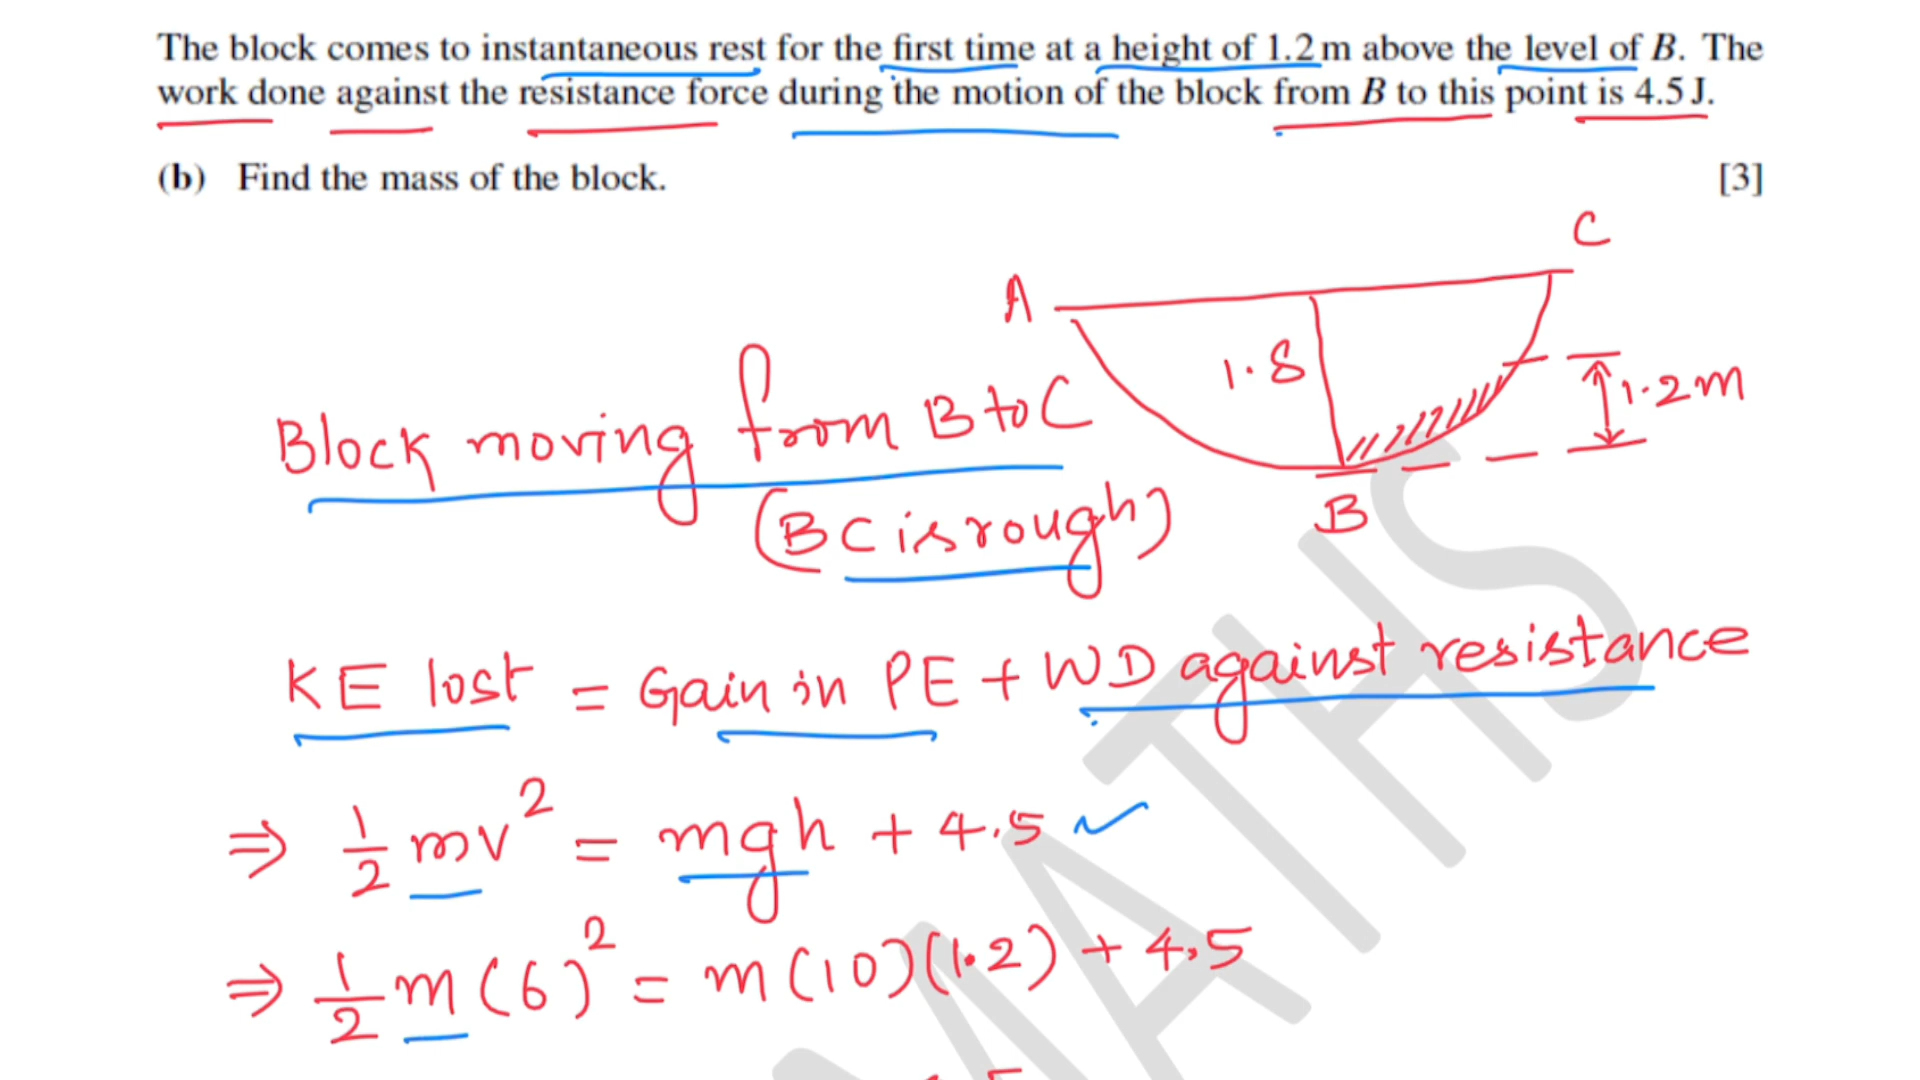 The block comes to instantaneous rest for the first time at a height of 1.2 m above the level of B. The
work done against the resistance force during the motion of the block from B to this point is 4.5 J.
(b) Find the mass of the block. [3]
C
A
1.8
1.2m
B
Block moving from B to C
(BC is rough)
KE lost = Gain in PE + WD against resistance
⇒ 1/2 mv² = mgh + 4.5 ✓
⇒ 1/2 m(6)² = m(10)(1.2) + 4.5
MATHS